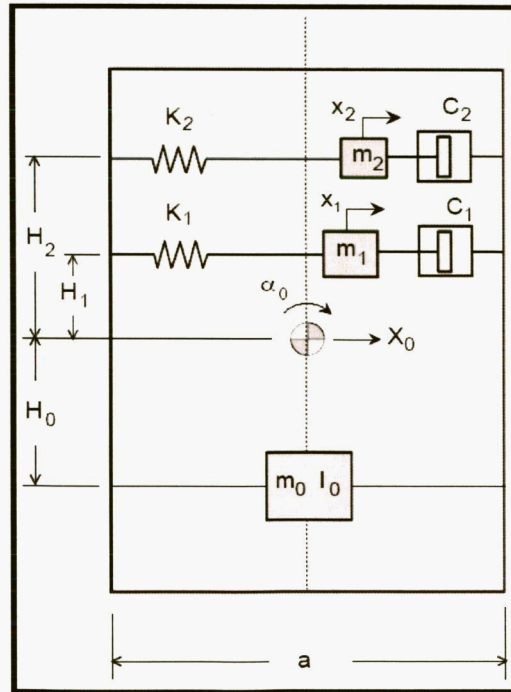 K₂
x₂
C₂
m₂
H₂
K₁
x₁
C₁
m₁
H₁
α₀
X₀
H₀
m₀ I₀
a